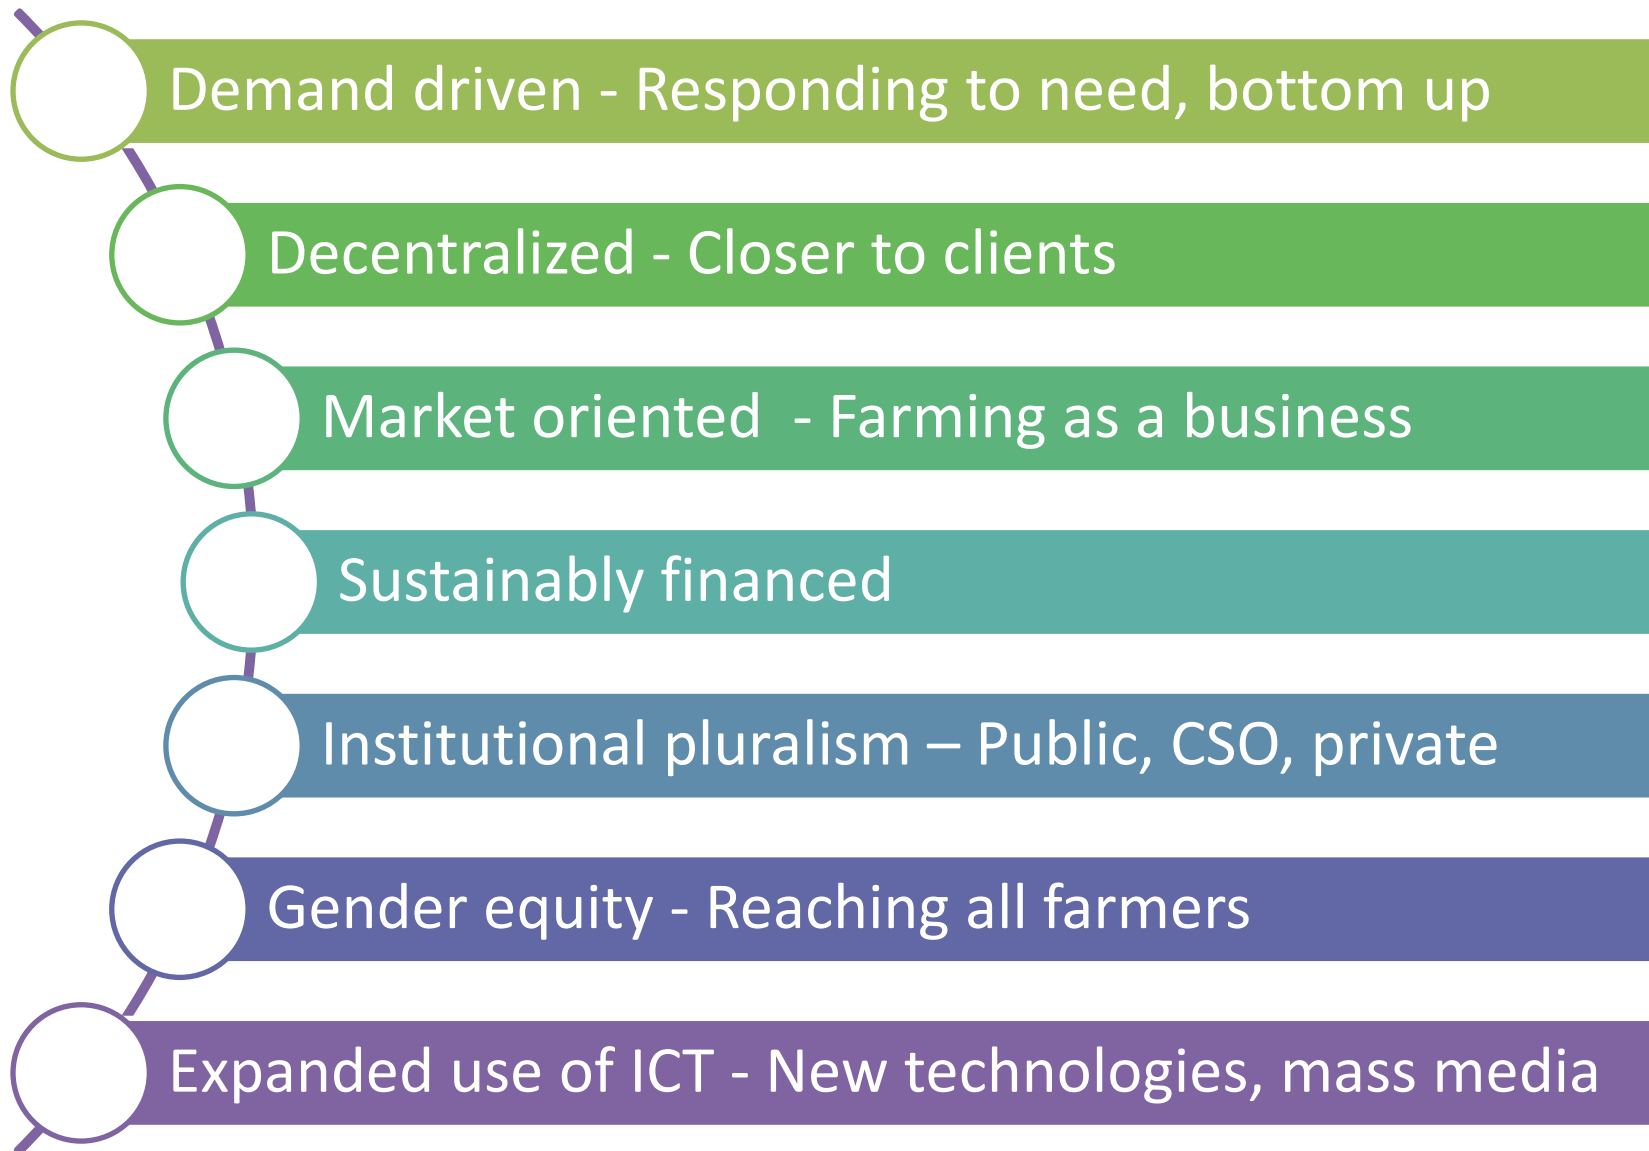 Demand driven - Responding to need, bottom up
Decentralized - Closer to clients
Market oriented  - Farming as a business
Sustainably financed
Institutional pluralism – Public, CSO, private
Gender equity - Reaching all farmers
Expanded use of ICT - New technologies, mass media